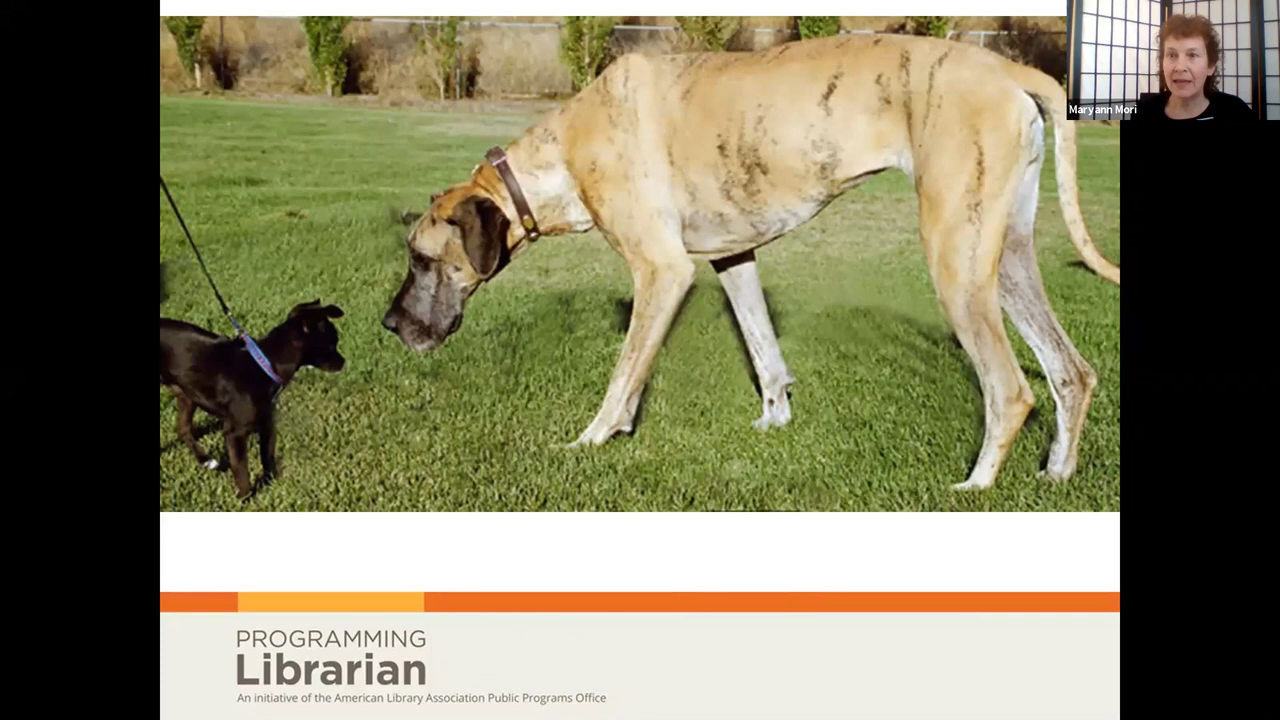 Maryann Mori
PROGRAMMING
Librarian
An initiative of the American Library Association Public Programs Office